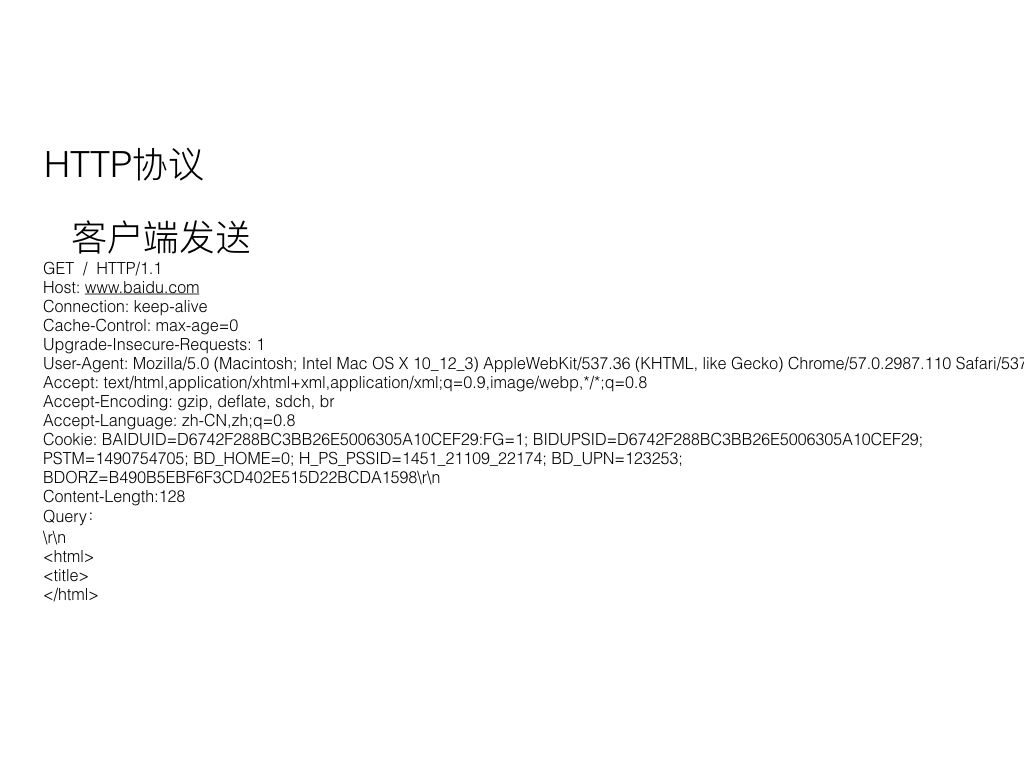 HTTP协议
客户端发送
GET / HTTP/1.1
Host: www.baidu.com
Connection: keep-alive
Cache-Control: max-age=0
Upgrade-Insecure-Requests: 1
User-Agent: Mozilla/5.0 (Macintosh; Intel Mac OS X 10_12_3) AppleWebKit/537.36 (KHTML, like Gecko) Chrome/57.0.2987.110 Safari/537
Accept: text/html,application/xhtml+xml,application/xml;q=0.9,image/webp,*/*;q=0.8
Accept-Encoding: gzip, deflate, sdch, br
Accept-Language: zh-CN,zh;q=0.8
Cookie: BAIDUID=D6742F288BC3BB26E5006305A10CEF29:FG=1; BIDUPSID=D6742F288BC3BB26E5006305A10CEF29;
PSTM=1490754705; BD_HOME=0; H_PS_PSSID=1451_21109_22174; BD_UPN=123253;
BDORZ=B490B5EBF6F3CD402E515D22BCDA1598\r\n
Content-Length:128
Query：
\r\n
<html>
<title>
</html>